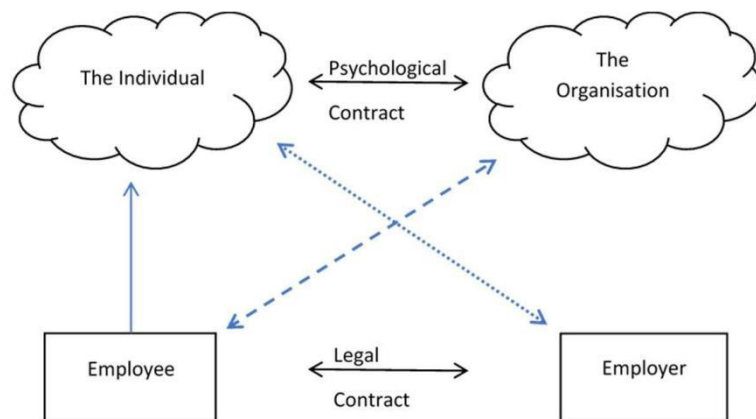 The Individual
Psychological
Contract
The
Organisation
Employee
Legal
Contract
Employer